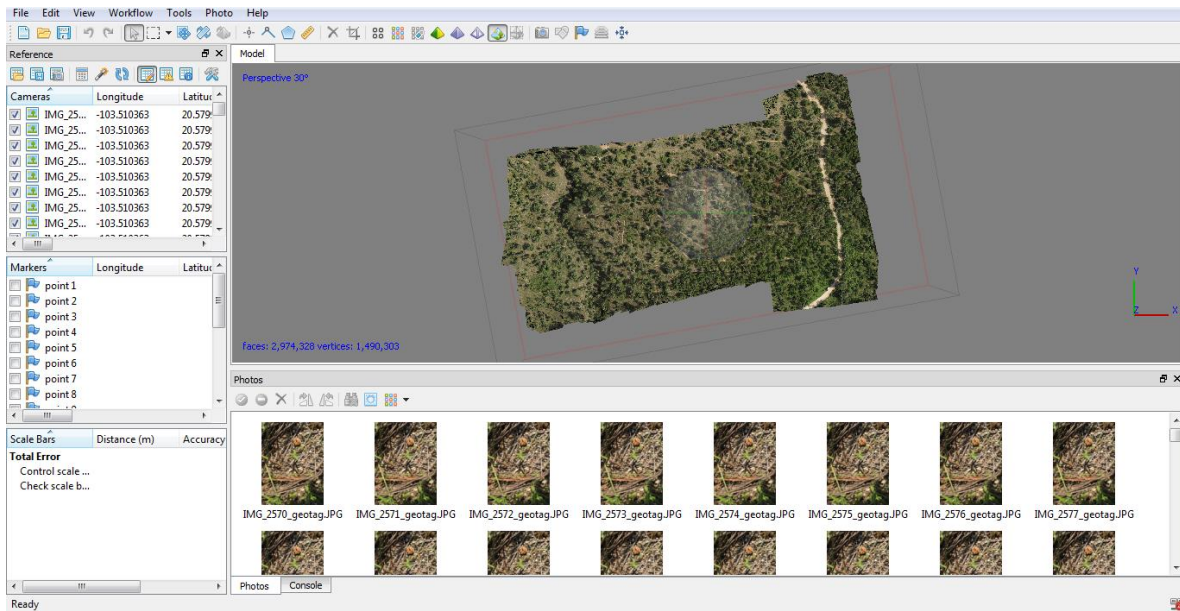 File Edit View Workflow Tools Photo Help
Reference
Model
Perspective 30°
Cameras Longitude
IMG_25... -103.510363 20.579
IMG_25... -103.510363 20.579
IMG_25... -103.510363 20.579
IMG_25... -103.510363 20.579
IMG_25... -103.510363 20.579
IMG_25... -103.510363 20.579
IMG_25... -103.510363 20.579
IMG_25... -103.510363 20.579
Markers Longitude
point 1
point 2
point 3
point 4
point 5
point 6
point 7
point 8
Y
Z X
faces: 2,974,328 vertices: 1,490,303
Photos
Scale Bars Distance (m) Accuracy
Total Error
Control scale ...
Check scale b...
IMG_2570_geotag.JPG IMG_2571_geotag.JPG IMG_2572_geotag.JPG IMG_2573_geotag.JPG IMG_2574_geotag.JPG IMG_2575_geotag.JPG IMG_2576_geotag.JPG IMG_2577_geotag.JPG
Photos Console
Ready